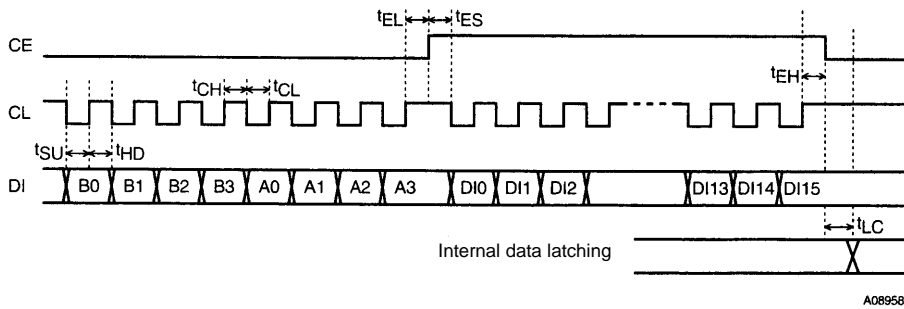 tEL tES
CE
tEH
tCH tCL
CL
tSU tHD
DI B0 B1 B2 B3 A0 A1 A2 A3 DI0 DI1 DI2 DI13 DI14 DI15
tLC
Internal data latching
A08958